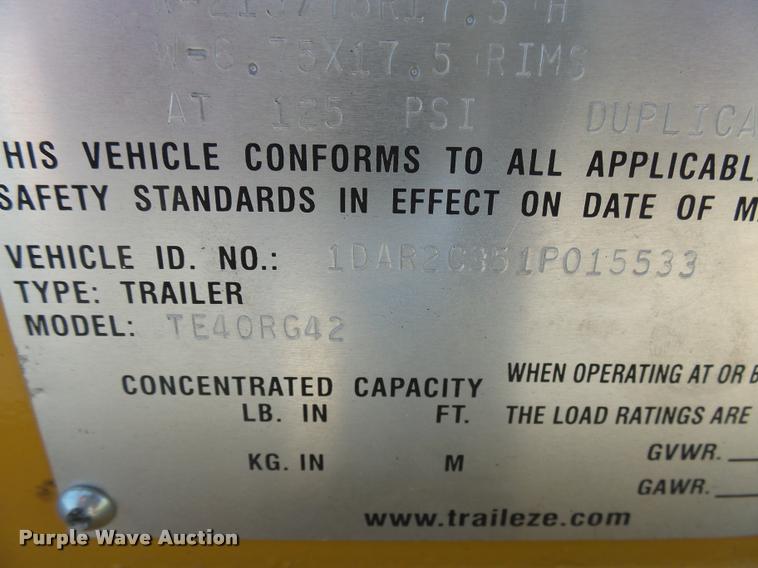 W-6.75X17.5 RIMS
AT 125 PSI DUPLICA
HIS VEHICLE CONFORMS TO ALL APPLICABL
SAFETY STANDARDS IN EFFECT ON DATE OF M
VEHICLE ID. NO.: 1DAR2C351P015533
TYPE: TRAILER
MODEL: TE40RG42
CONCENTRATED CAPACITY WHEN OPERATING AT OR B
LB. IN FT. THE LOAD RATINGS ARE
KG. IN M GVWR.
GAWR.
www.traileze.com
Purple Wave Auction